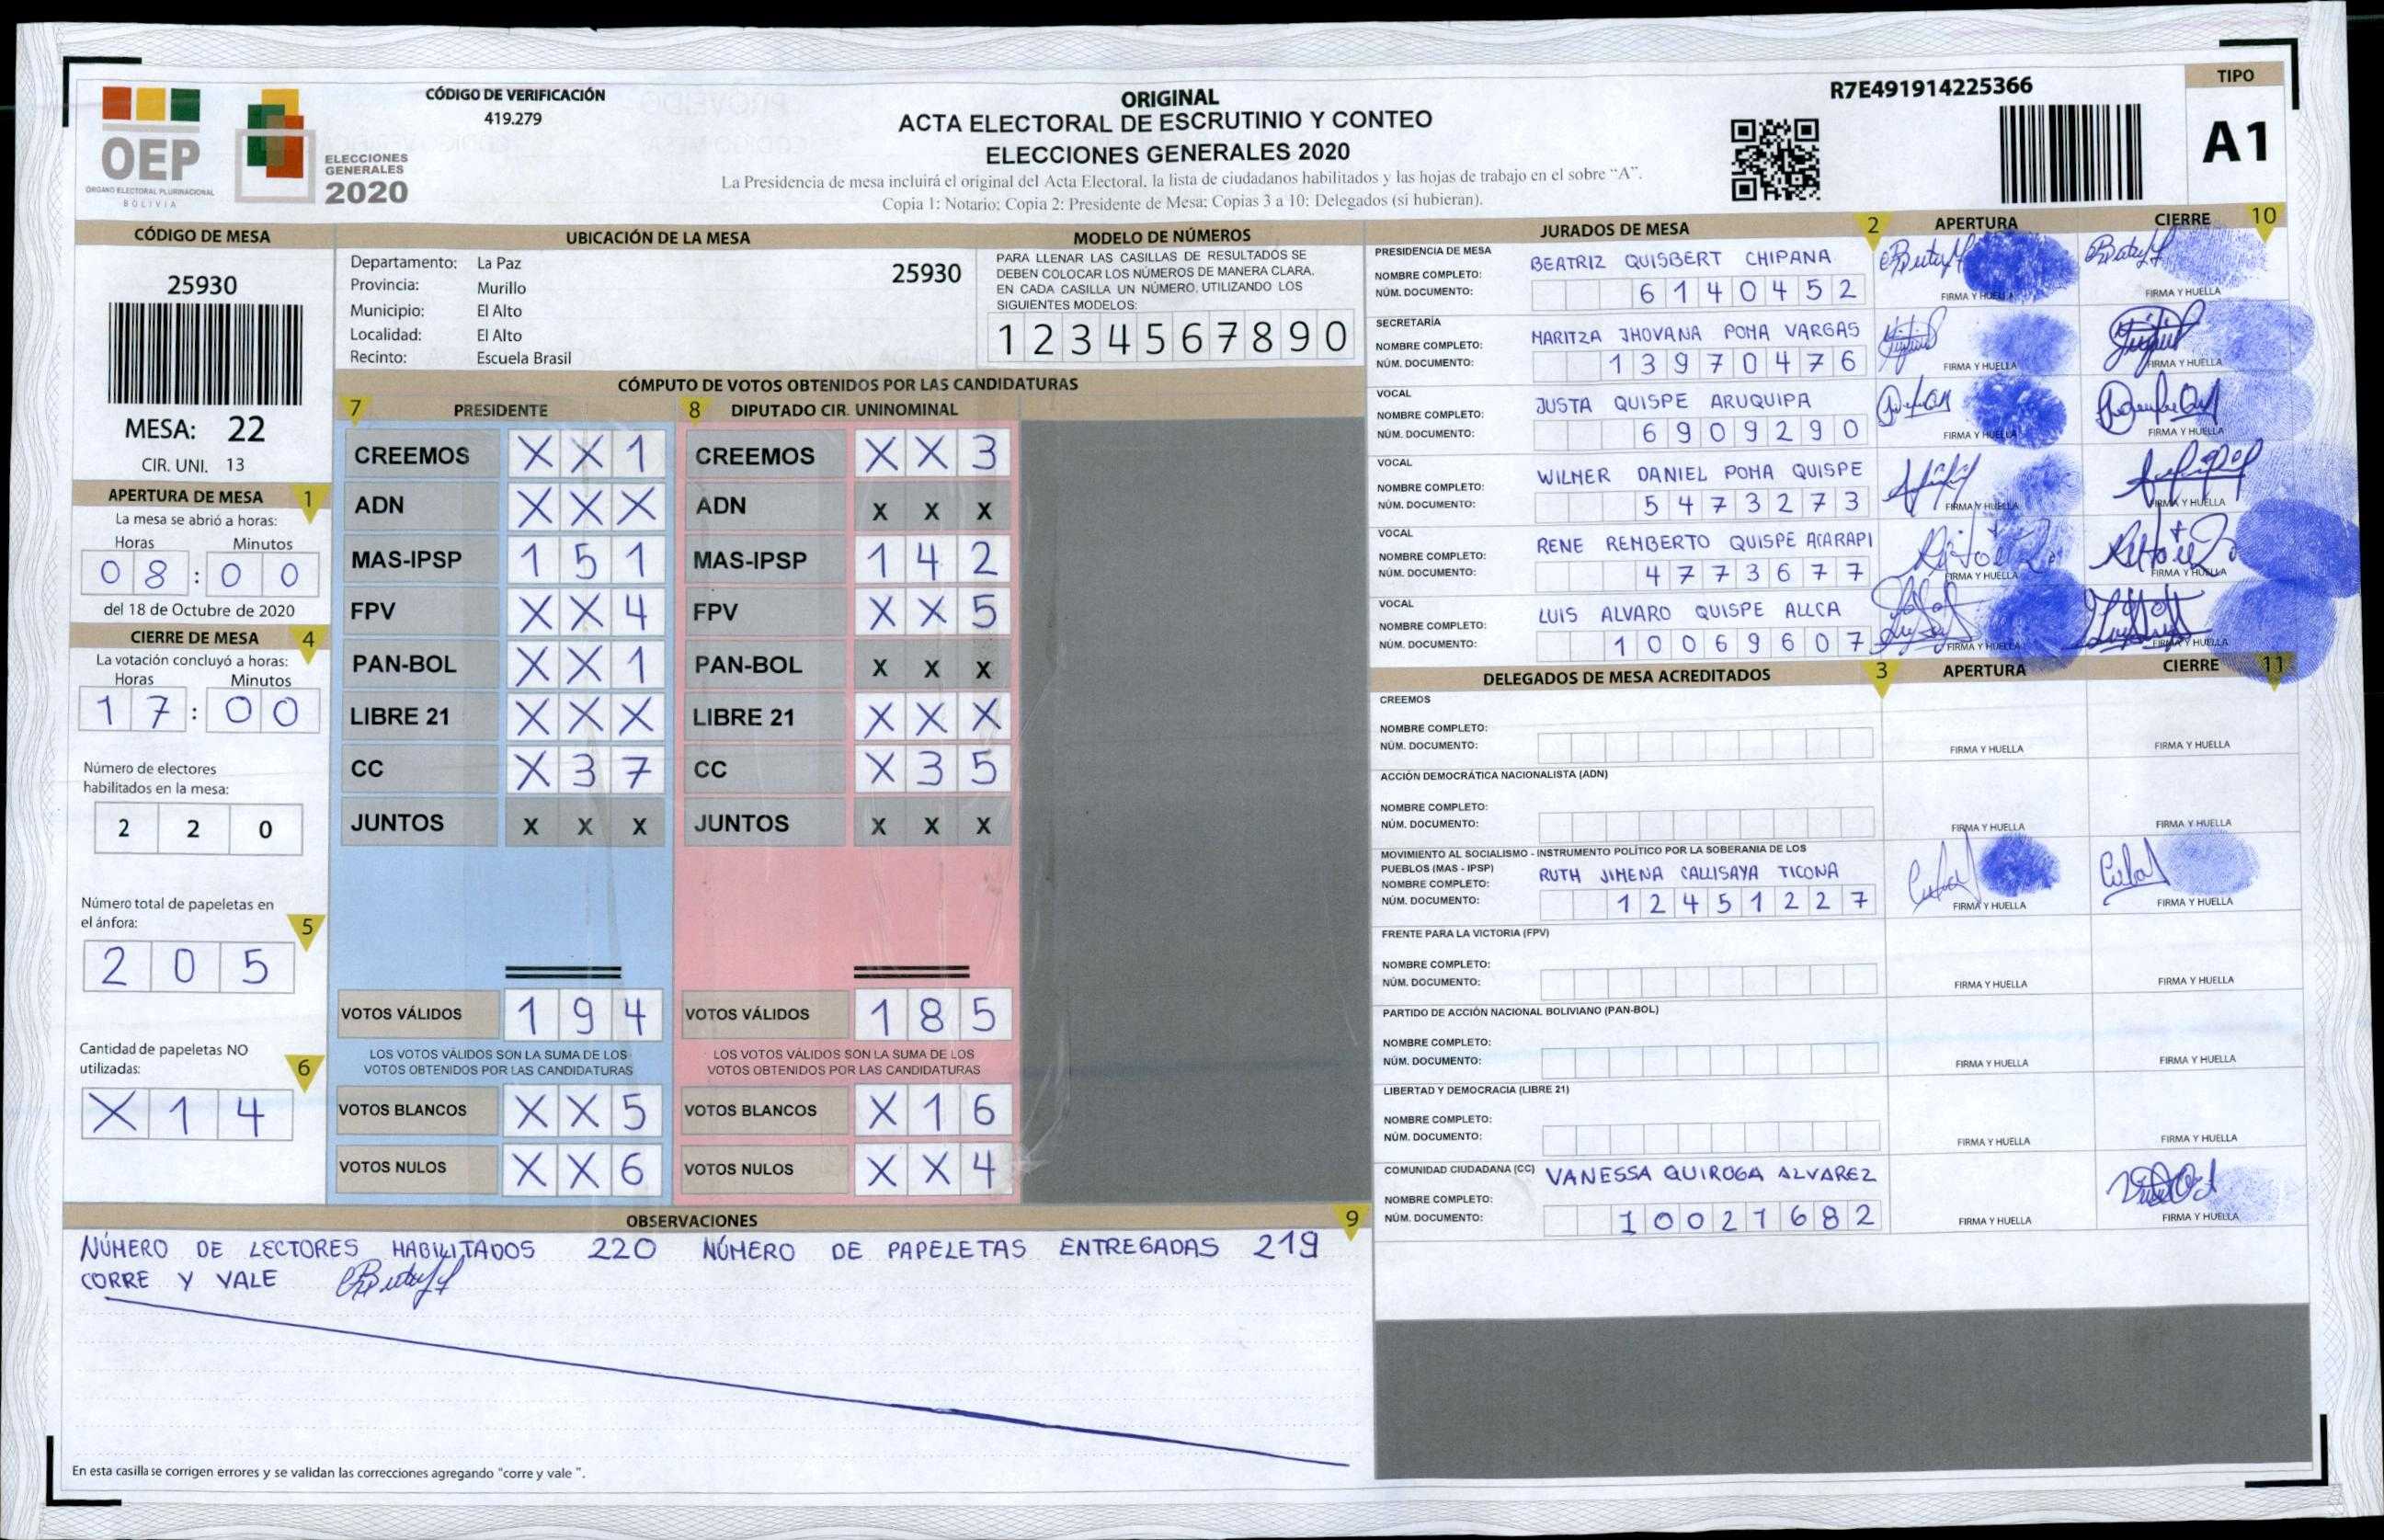 OEP
ÓRGANO ELECTORAL PLURINACIONAL
BOLIVIA
ELECCIONES
GENERALES
2020
CÓDIGO DE VERIFICACIÓN
419.279
ORIGINAL
ACTA ELECTORAL DE ESCRUTINIO Y CONTEO
ELECCIONES GENERALES 2020
La Presidencia de mesa incluirá el original del Acta Electoral, la lista de ciudadanos habilitados y las hojas de trabajo en el sobre “A”.
Copia 1: Notario; Copia 2: Presidente de Mesa; Copias 3 a 10: Delegados (si hubieran).
R7E491914225366
TIPO
A1
CÓDIGO DE MESA
25930
MESA: 22
CIR. UNI. 13
APERTURA DE MESA 1
La mesa se abrió a horas:
Horas Minutos
0 8 : 0 0
del 18 de Octubre de 2020
CIERRE DE MESA 4
La votación concluyó a horas:
Horas Minutos
1 7 : 0 0
Número de electores
habilitados en la mesa:
2 2 0
Número total de papeletas en
el ánfora: 5
2 0 5
Cantidad de papeletas NO
utilizadas: 6
X 1 4
UBICACIÓN DE LA MESA
Departamento: La Paz 25930
Provincia: Murillo
Municipio: El Alto
Localidad: El Alto
Recinto: Escuela Brasil
MODELO DE NÚMEROS
PARA LLENAR LAS CASILLAS DE RESULTADOS SE
DEBEN COLOCAR LOS NÚMEROS DE MANERA CLARA,
EN CADA CASILLA UN NÚMERO, UTILIZANDO LOS
SIGUIENTES MODELOS:
1 2 3 4 5 6 7 8 9 0
CÓMPUTO DE VOTOS OBTENIDOS POR LAS CANDIDATURAS
7 PRESIDENTE 8 DIPUTADO CIR. UNINOMINAL
CREEMOS X X 1 CREEMOS X X 3
ADN X X X ADN X X X
MAS-IPSP 1 5 1 MAS-IPSP 1 4 2
FPV X X 4 FPV X X 5
PAN-BOL X X 1 PAN-BOL X X X
LIBRE 21 X X X LIBRE 21 X X X
CC X 3 7 CC X 3 5
JUNTOS X X X JUNTOS X X X
VOTOS VÁLIDOS 1 9 4 VOTOS VÁLIDOS 1 8 5
LOS VOTOS VÁLIDOS SON LA SUMA DE LOS LOS VOTOS VÁLIDOS SON LA SUMA DE LOS
VOTOS OBTENIDOS POR LAS CANDIDATURAS VOTOS OBTENIDOS POR LAS CANDIDATURAS
VOTOS BLANCOS X X 5 VOTOS BLANCOS X 1 6
VOTOS NULOS X X 6 VOTOS NULOS X X 4
OBSERVACIONES 9
NÚMERO DE LECTORES HABILITADOS 220 NÚMERO DE PAPELETAS ENTREGADAS 219
CORRE Y VALE
En esta casilla se corrigen errores y se validan las correcciones agregando "corre y vale ".
JURADOS DE MESA 2 APERTURA CIERRE 10
PRESIDENCIA DE MESA
NOMBRE COMPLETO: BEATRIZ QUISBERT CHIPANA
NÚM. DOCUMENTO: 6 1 4 0 4 5 2 FIRMA Y HUELLA FIRMA Y HUELLA
SECRETARÍA
NOMBRE COMPLETO: MARITZA JHOVANA POMA VARGAS
NÚM. DOCUMENTO: 1 3 9 7 0 4 7 6 FIRMA Y HUELLA FIRMA Y HUELLA
VOCAL
NOMBRE COMPLETO: JUSTA QUISPE ARUQUIPA
NÚM. DOCUMENTO: 6 9 0 9 2 9 0 FIRMA Y HUELLA FIRMA Y HUELLA
VOCAL
NOMBRE COMPLETO: WILMER DANIEL POMA QUISPE
NÚM. DOCUMENTO: 5 4 7 3 2 7 3 FIRMA Y HUELLA FIRMA Y HUELLA
VOCAL
NOMBRE COMPLETO: RENE REMBERTO QUISPE ACARAPI
NÚM. DOCUMENTO: 4 7 7 3 6 7 7 FIRMA Y HUELLA FIRMA Y HUELLA
VOCAL
NOMBRE COMPLETO: LUIS ALVARO QUISPE ALLCA
NÚM. DOCUMENTO: 1 0 0 6 9 6 0 7 FIRMA Y HUELLA FIRMA Y HUELLA
DELEGADOS DE MESA ACREDITADOS 3 APERTURA CIERRE 11
CREEMOS
NOMBRE COMPLETO:
NÚM. DOCUMENTO: FIRMA Y HUELLA FIRMA Y HUELLA
ACCIÓN DEMOCRÁTICA NACIONALISTA (ADN)
NOMBRE COMPLETO:
NÚM. DOCUMENTO: FIRMA Y HUELLA FIRMA Y HUELLA
MOVIMIENTO AL SOCIALISMO - INSTRUMENTO POLÍTICO POR LA SOBERANIA DE LOS
PUEBLOS (MAS - IPSP)
NOMBRE COMPLETO: RUTH JIMENA CALLISAYA TICONA
NÚM. DOCUMENTO: 1 2 4 5 1 2 2 7 FIRMA Y HUELLA FIRMA Y HUELLA
FRENTE PARA LA VICTORIA (FPV)
NOMBRE COMPLETO:
NÚM. DOCUMENTO: FIRMA Y HUELLA FIRMA Y HUELLA
PARTIDO DE ACCIÓN NACIONAL BOLIVIANO (PAN-BOL)
NOMBRE COMPLETO:
NÚM. DOCUMENTO: FIRMA Y HUELLA FIRMA Y HUELLA
LIBERTAD Y DEMOCRACIA (LIBRE 21)
NOMBRE COMPLETO:
NÚM. DOCUMENTO: FIRMA Y HUELLA FIRMA Y HUELLA
COMUNIDAD CIUDADANA (CC) VANESSA QUIROGA ALVAREZ
NOMBRE COMPLETO:
NÚM. DOCUMENTO: 1 0 0 2 1 6 8 2 FIRMA Y HUELLA FIRMA Y HUELLA